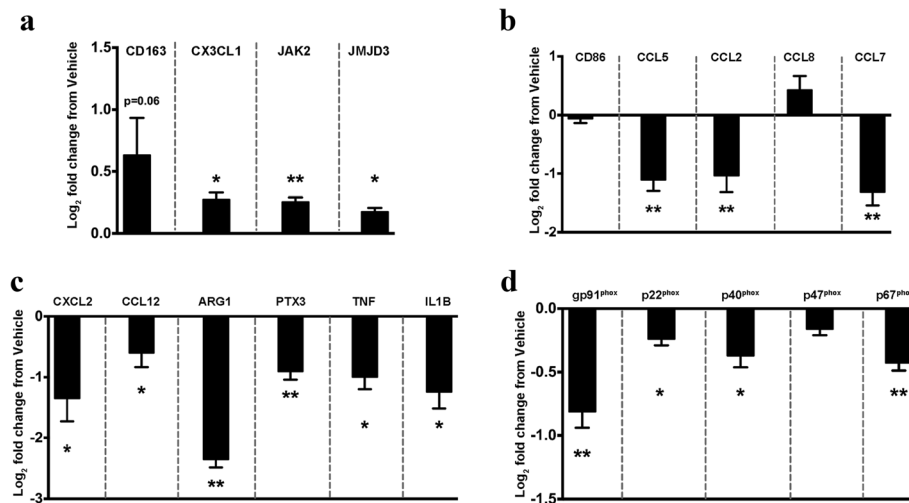 a
CD163 CX3CL1 JAK2 JMJD3
Log2 fold change from Vehicle
1.5
1.0
0.5
0.0
p=0.06
* ** *
b
CD86 CCL5 CCL2 CCL8 CCL7
Log2 fold change from Vehicle
1
0
-1
-2
** ** **
c
CXCL2 CCL12 ARG1 PTX3 TNF IL1B
Log2 fold change from Vehicle
0
-1
-2
-3
* * ** ** * *
d
gp91phox p22phox p40phox p47phox p67phox
Log2 fold change from Vehicle
-0.0
-0.5
-1.0
-1.5
** * * **